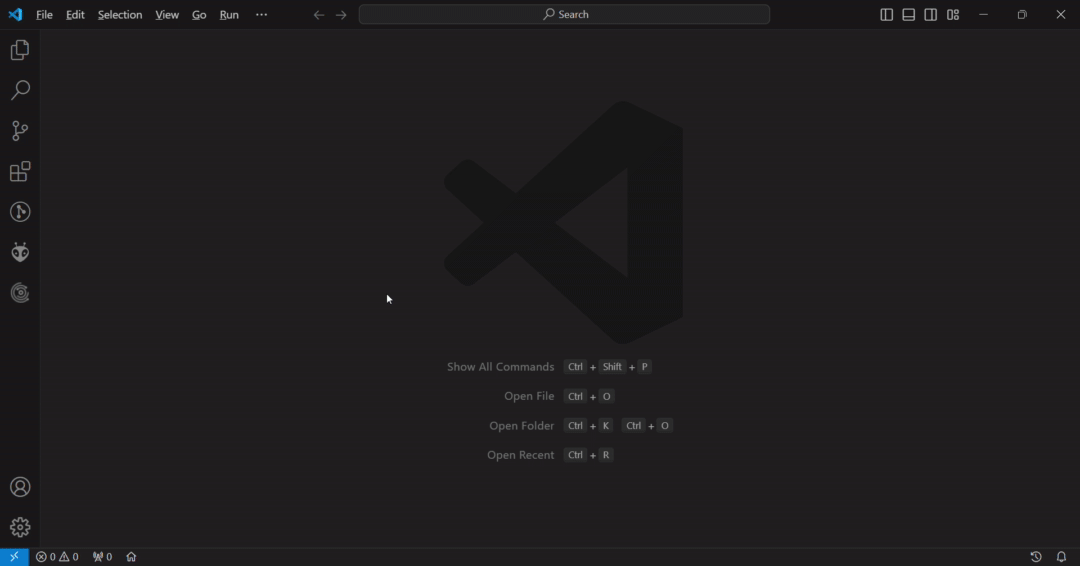 File Edit Selection View Go Run ···
Search
Show All Commands Ctrl + Shift + P
Open File Ctrl + O
Open Folder Ctrl + K Ctrl + O
Open Recent Ctrl + R
0 0 0